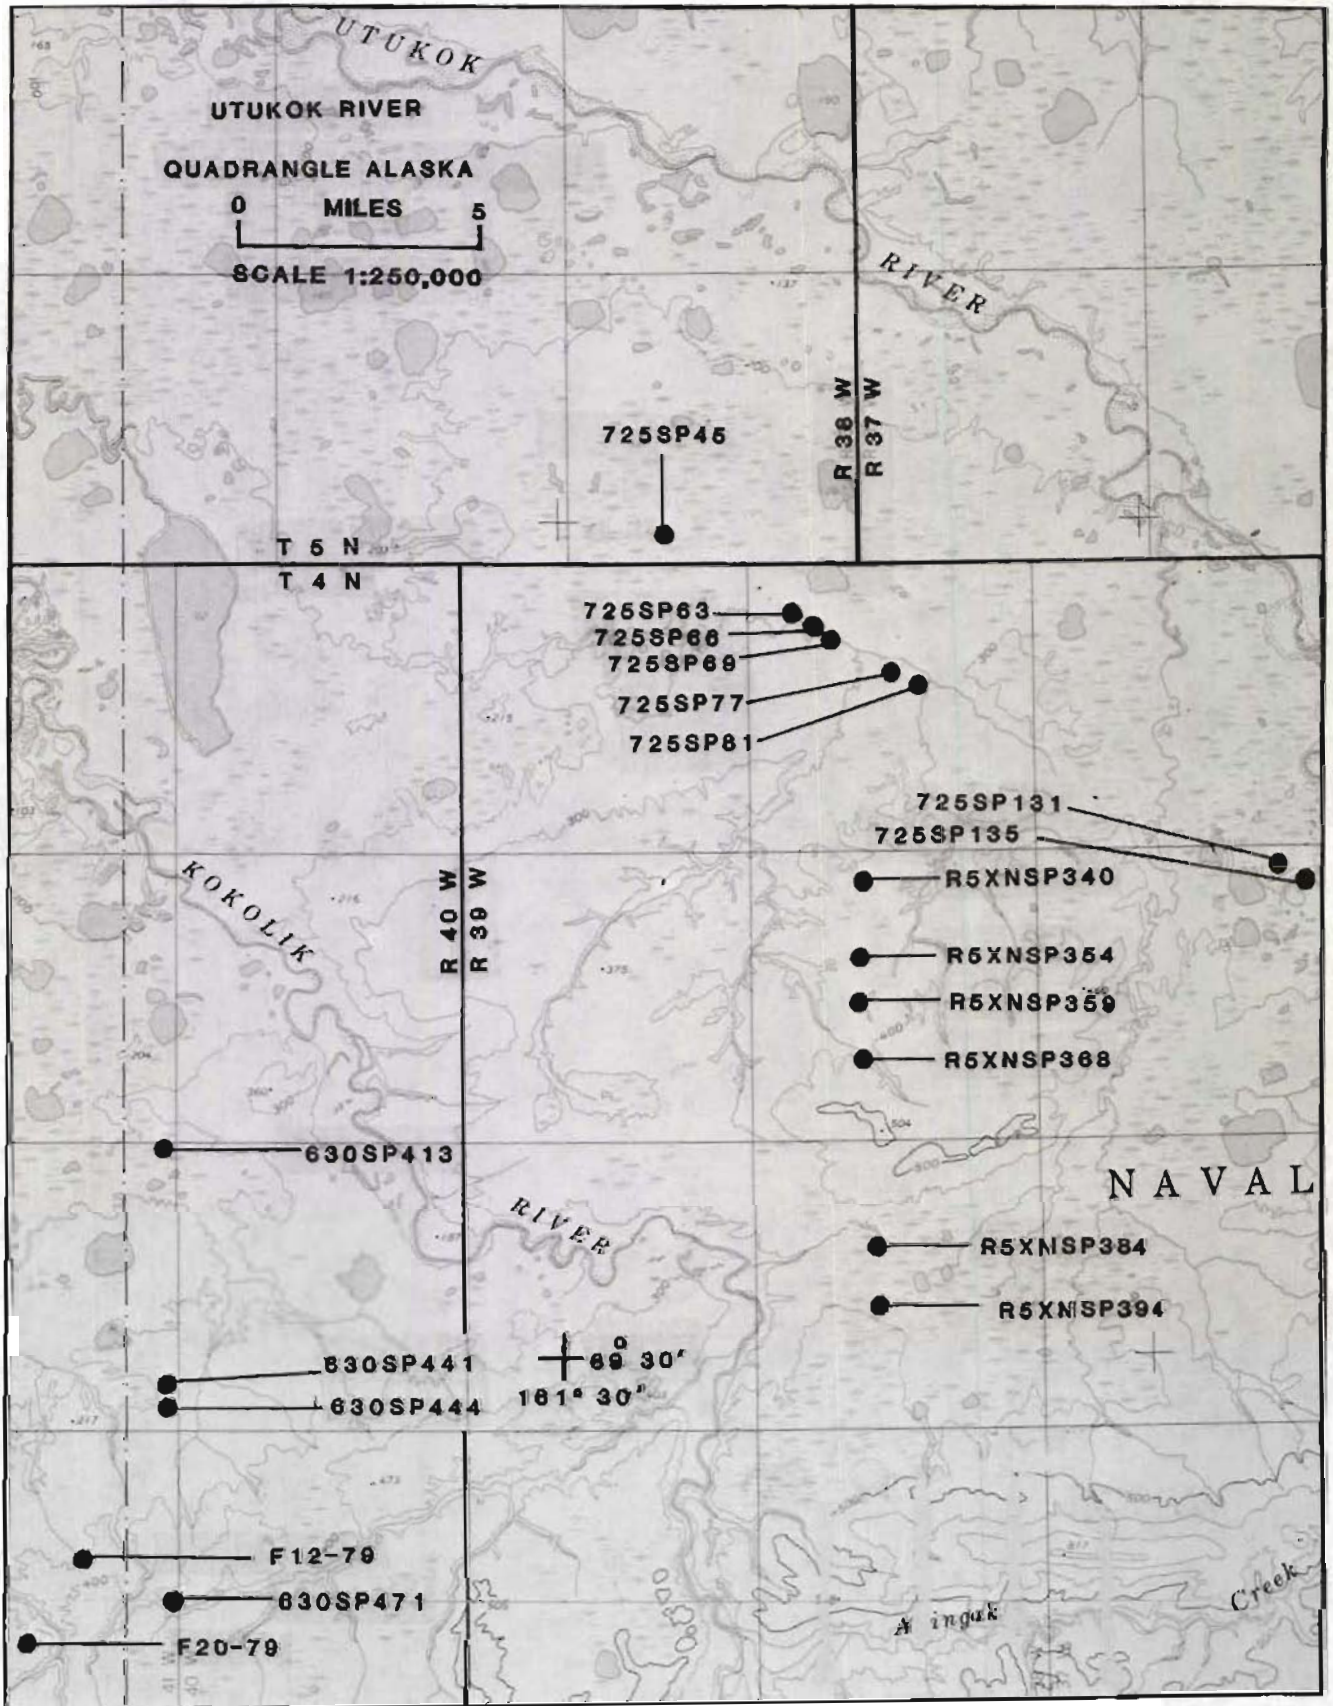 UTUKOK
UTUKOK RIVER
QUADRANGLE ALASKA
0 MILES 5
SCALE 1:250,000
RIVER
R 38 W
R 37 W
725SP45
T 5 N
T 4 N
725SP63
725SP66
725SP69
725SP77
725SP81
725SP131
725SP135
KOKOLIK
R 40 W
R 39 W
R5XNSP340
R5XNSP354
R5XNSP359
R5XNSP368
630SP413
NAVAL
RIVER
R5XNSP384
R5XNSP394
69° 30'
161° 30"
630SP441
630SP444
F12-79
630SP471
F20-79
A ingak Creek